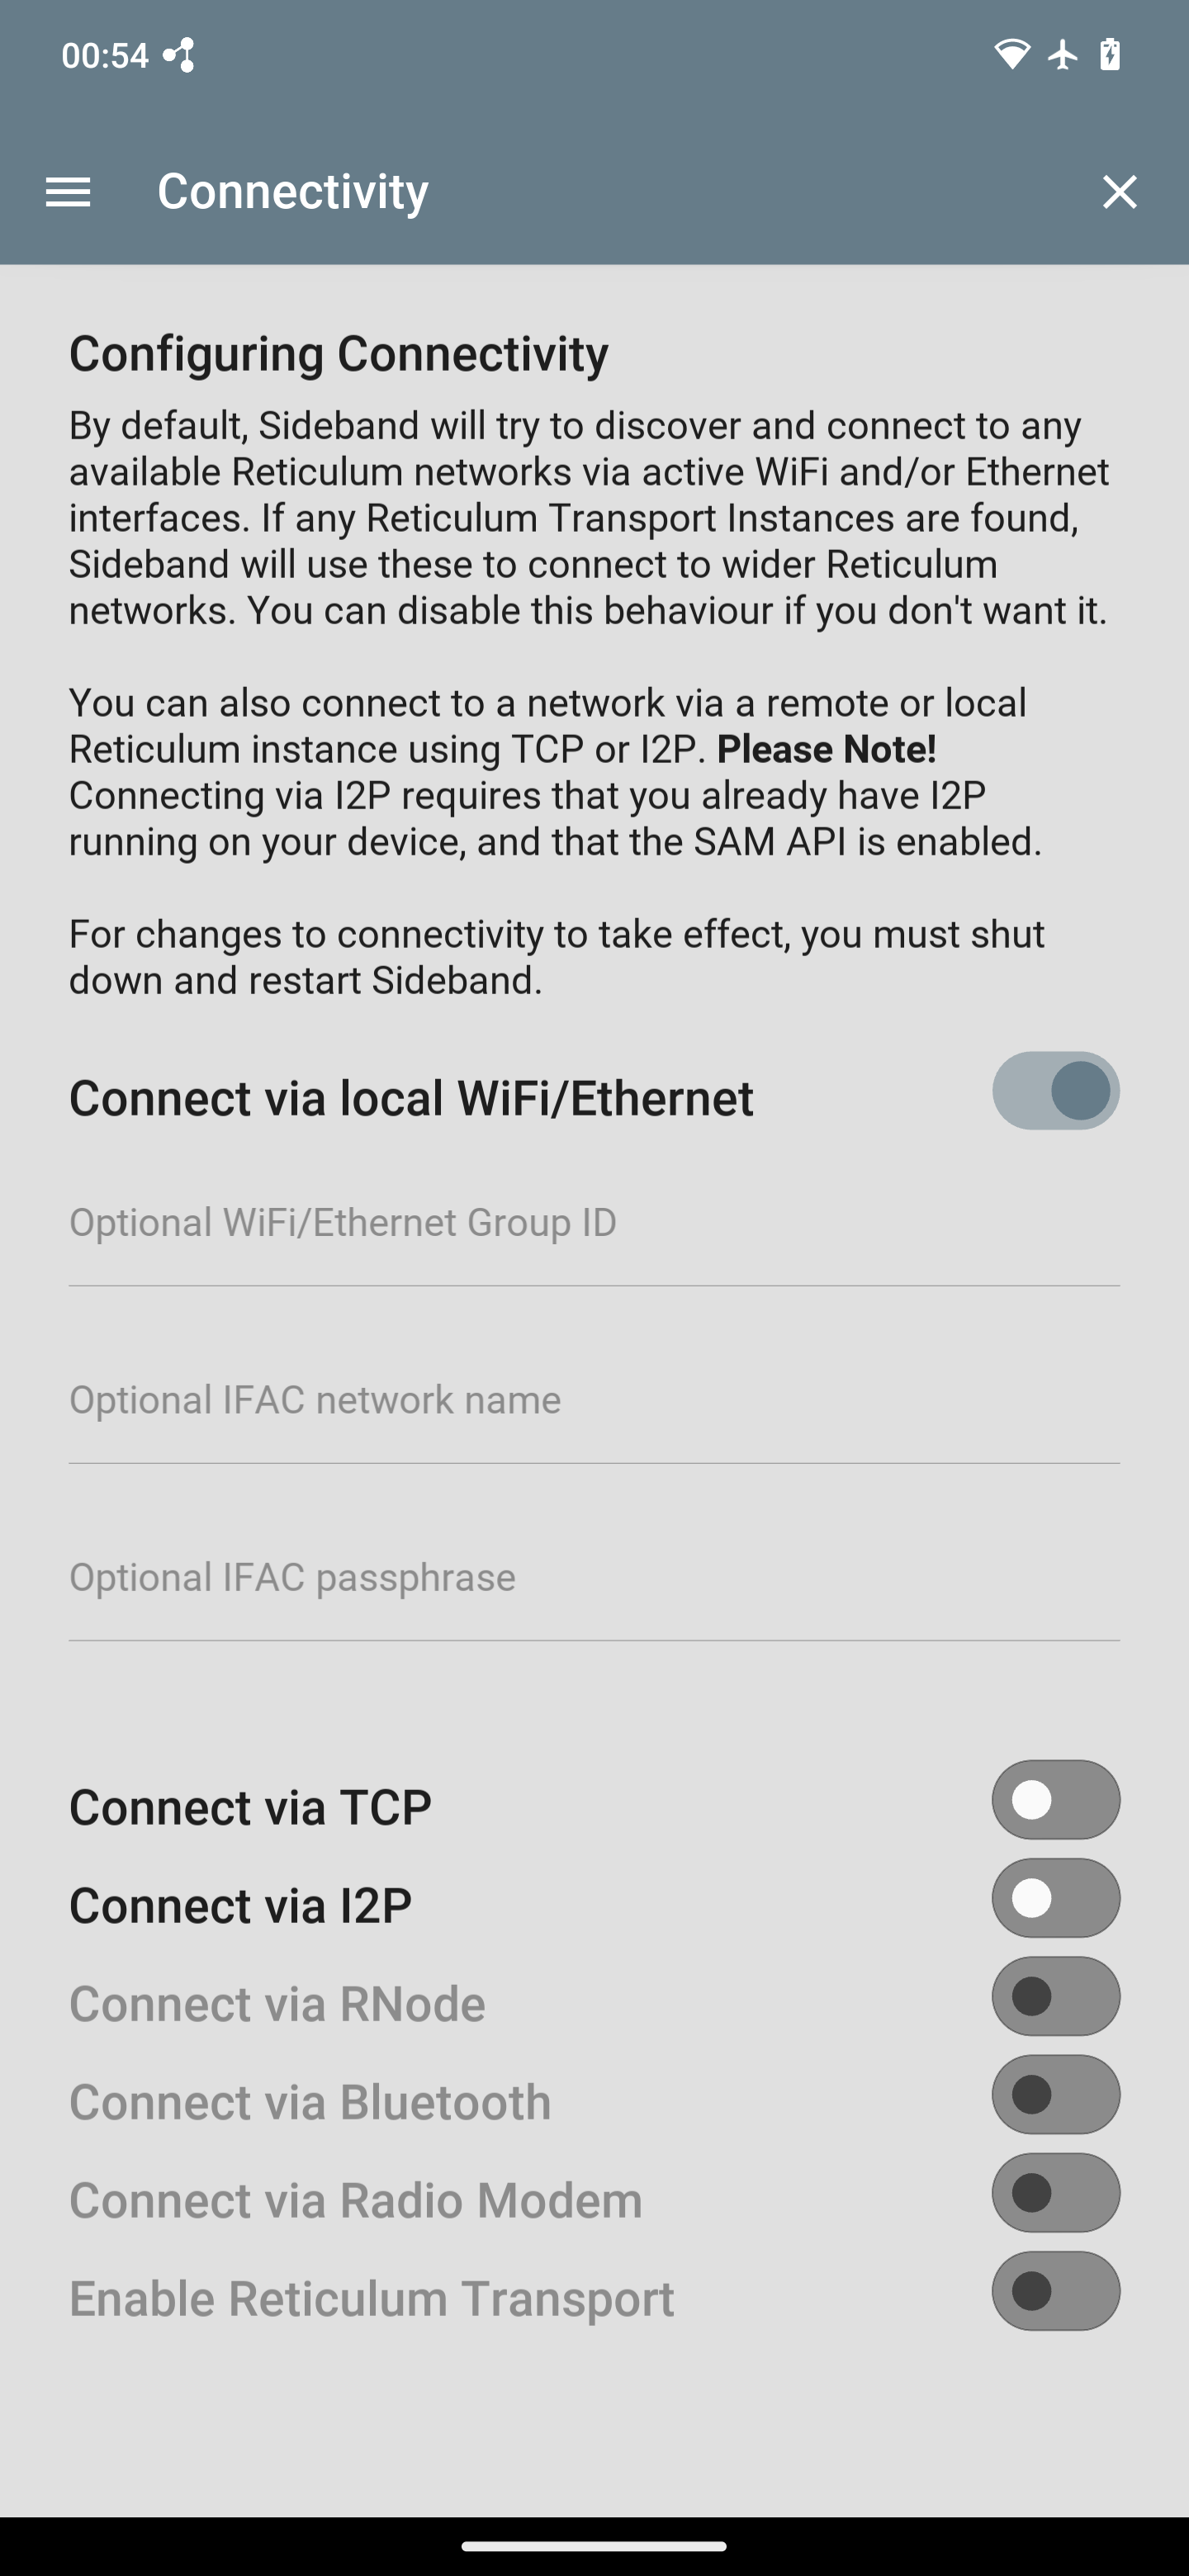 00:54
Connectivity
Configuring Connectivity
By default, Sideband will try to discover and connect to any
available Reticulum networks via active WiFi and/or Ethernet
interfaces. If any Reticulum Transport Instances are found,
Sideband will use these to connect to wider Reticulum
networks. You can disable this behaviour if you don't want it.
You can also connect to a network via a remote or local
Reticulum instance using TCP or I2P. Please Note!
Connecting via I2P requires that you already have I2P
running on your device, and that the SAM API is enabled.
For changes to connectivity to take effect, you must shut
down and restart Sideband.
Connect via local WiFi/Ethernet
Optional WiFi/Ethernet Group ID
Optional IFAC network name
Optional IFAC passphrase
Connect via TCP
Connect via I2P
Connect via RNode
Connect via Bluetooth
Connect via Radio Modem
Enable Reticulum Transport